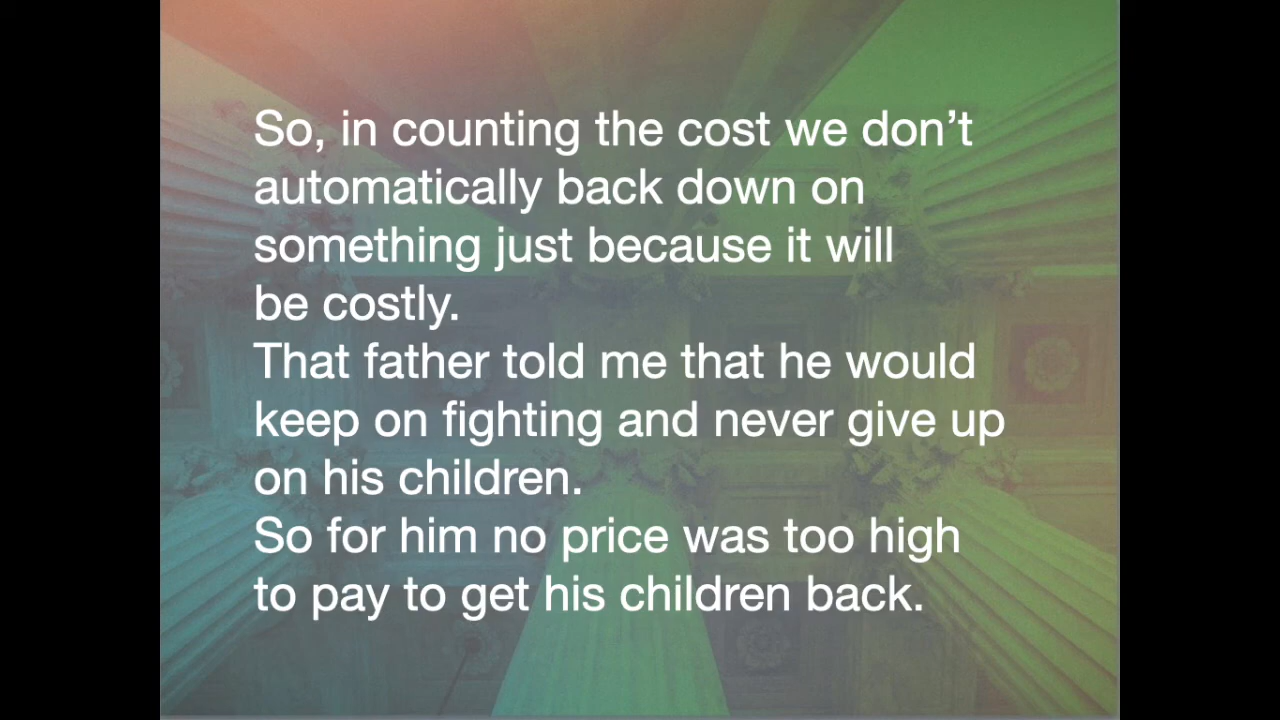 So, in counting the cost we don’t
automatically back down on
something just because it will
be costly.
That father told me that he would
keep on fighting and never give up
on his children.
So for him no price was too high
to pay to get his children back.